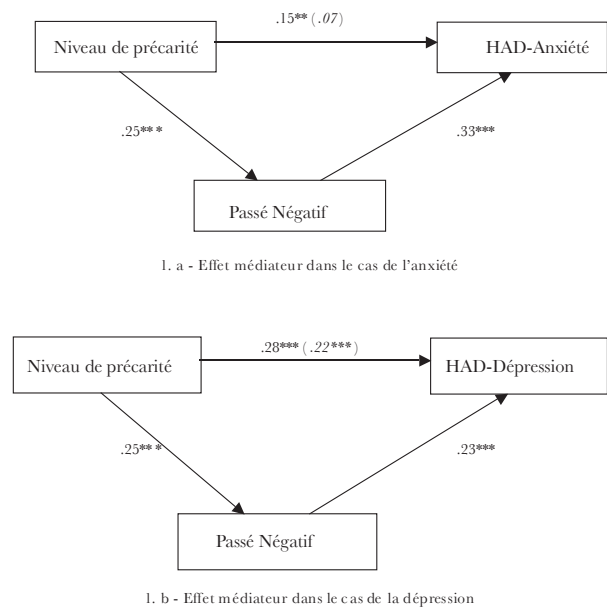 .15** (.07)
Niveau de précarité
HAD-Anxiété
.25***
.33***
Passé Négatif
1. a - Effet médiateur dans le cas de l'anxiété
.28*** (.22***)
Niveau de précarité
HAD-Dépression
.25***
.23***
Passé Négatif
1. b - Effet médiateur dans le cas de la dépression